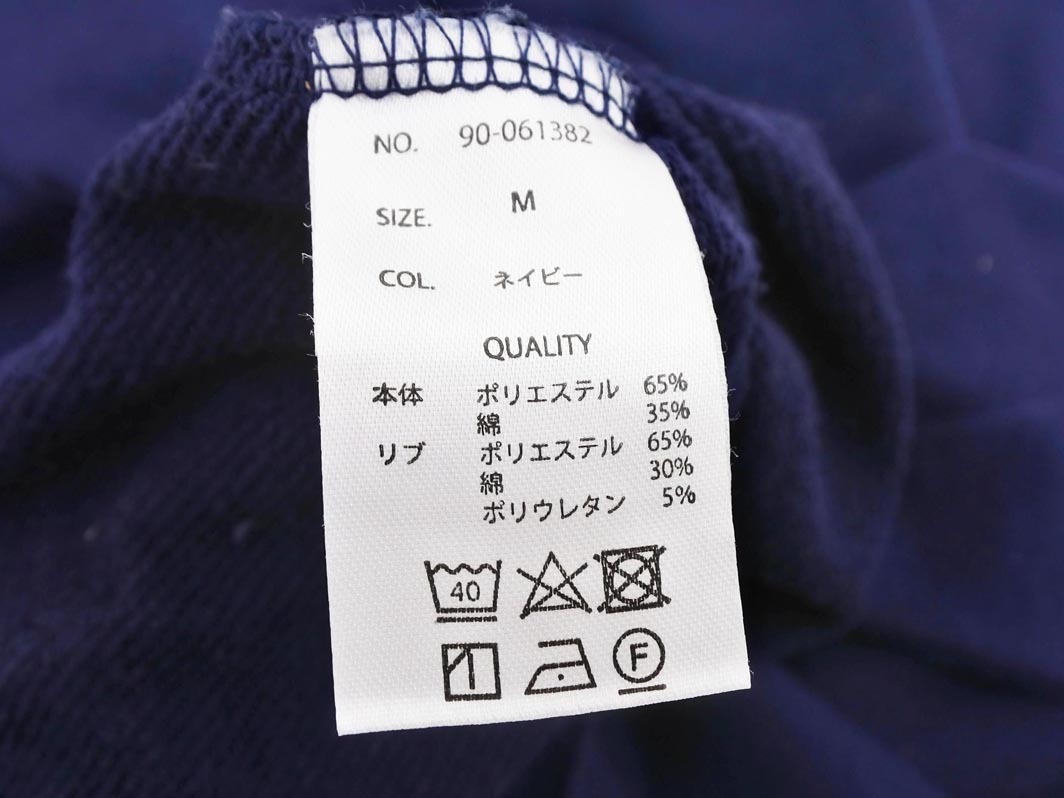 NO. 90-061382
SIZE. M
COL. ネイビー
QUALITY
本体 ポリエステル 65%
綿 35%
リブ ポリエステル 65%
綿 30%
ポリウレタン 5%
40
F